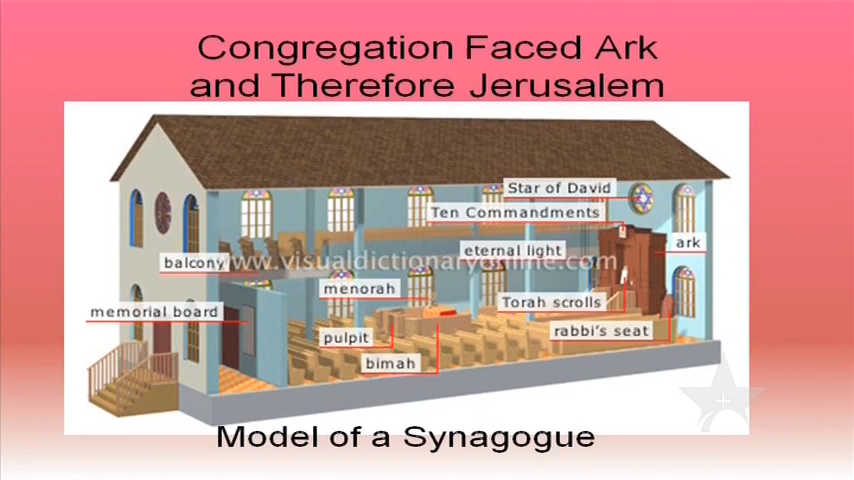 Congregation Faced Ark
and Therefore Jerusalem
Star of David
Ten Commandments
ark
eternal light
balcony
www.visualdictionaryonline.com
menorah
Torah scrolls
memorial board
rabbi's seat
pulpit
bimah
Model of a Synagogue